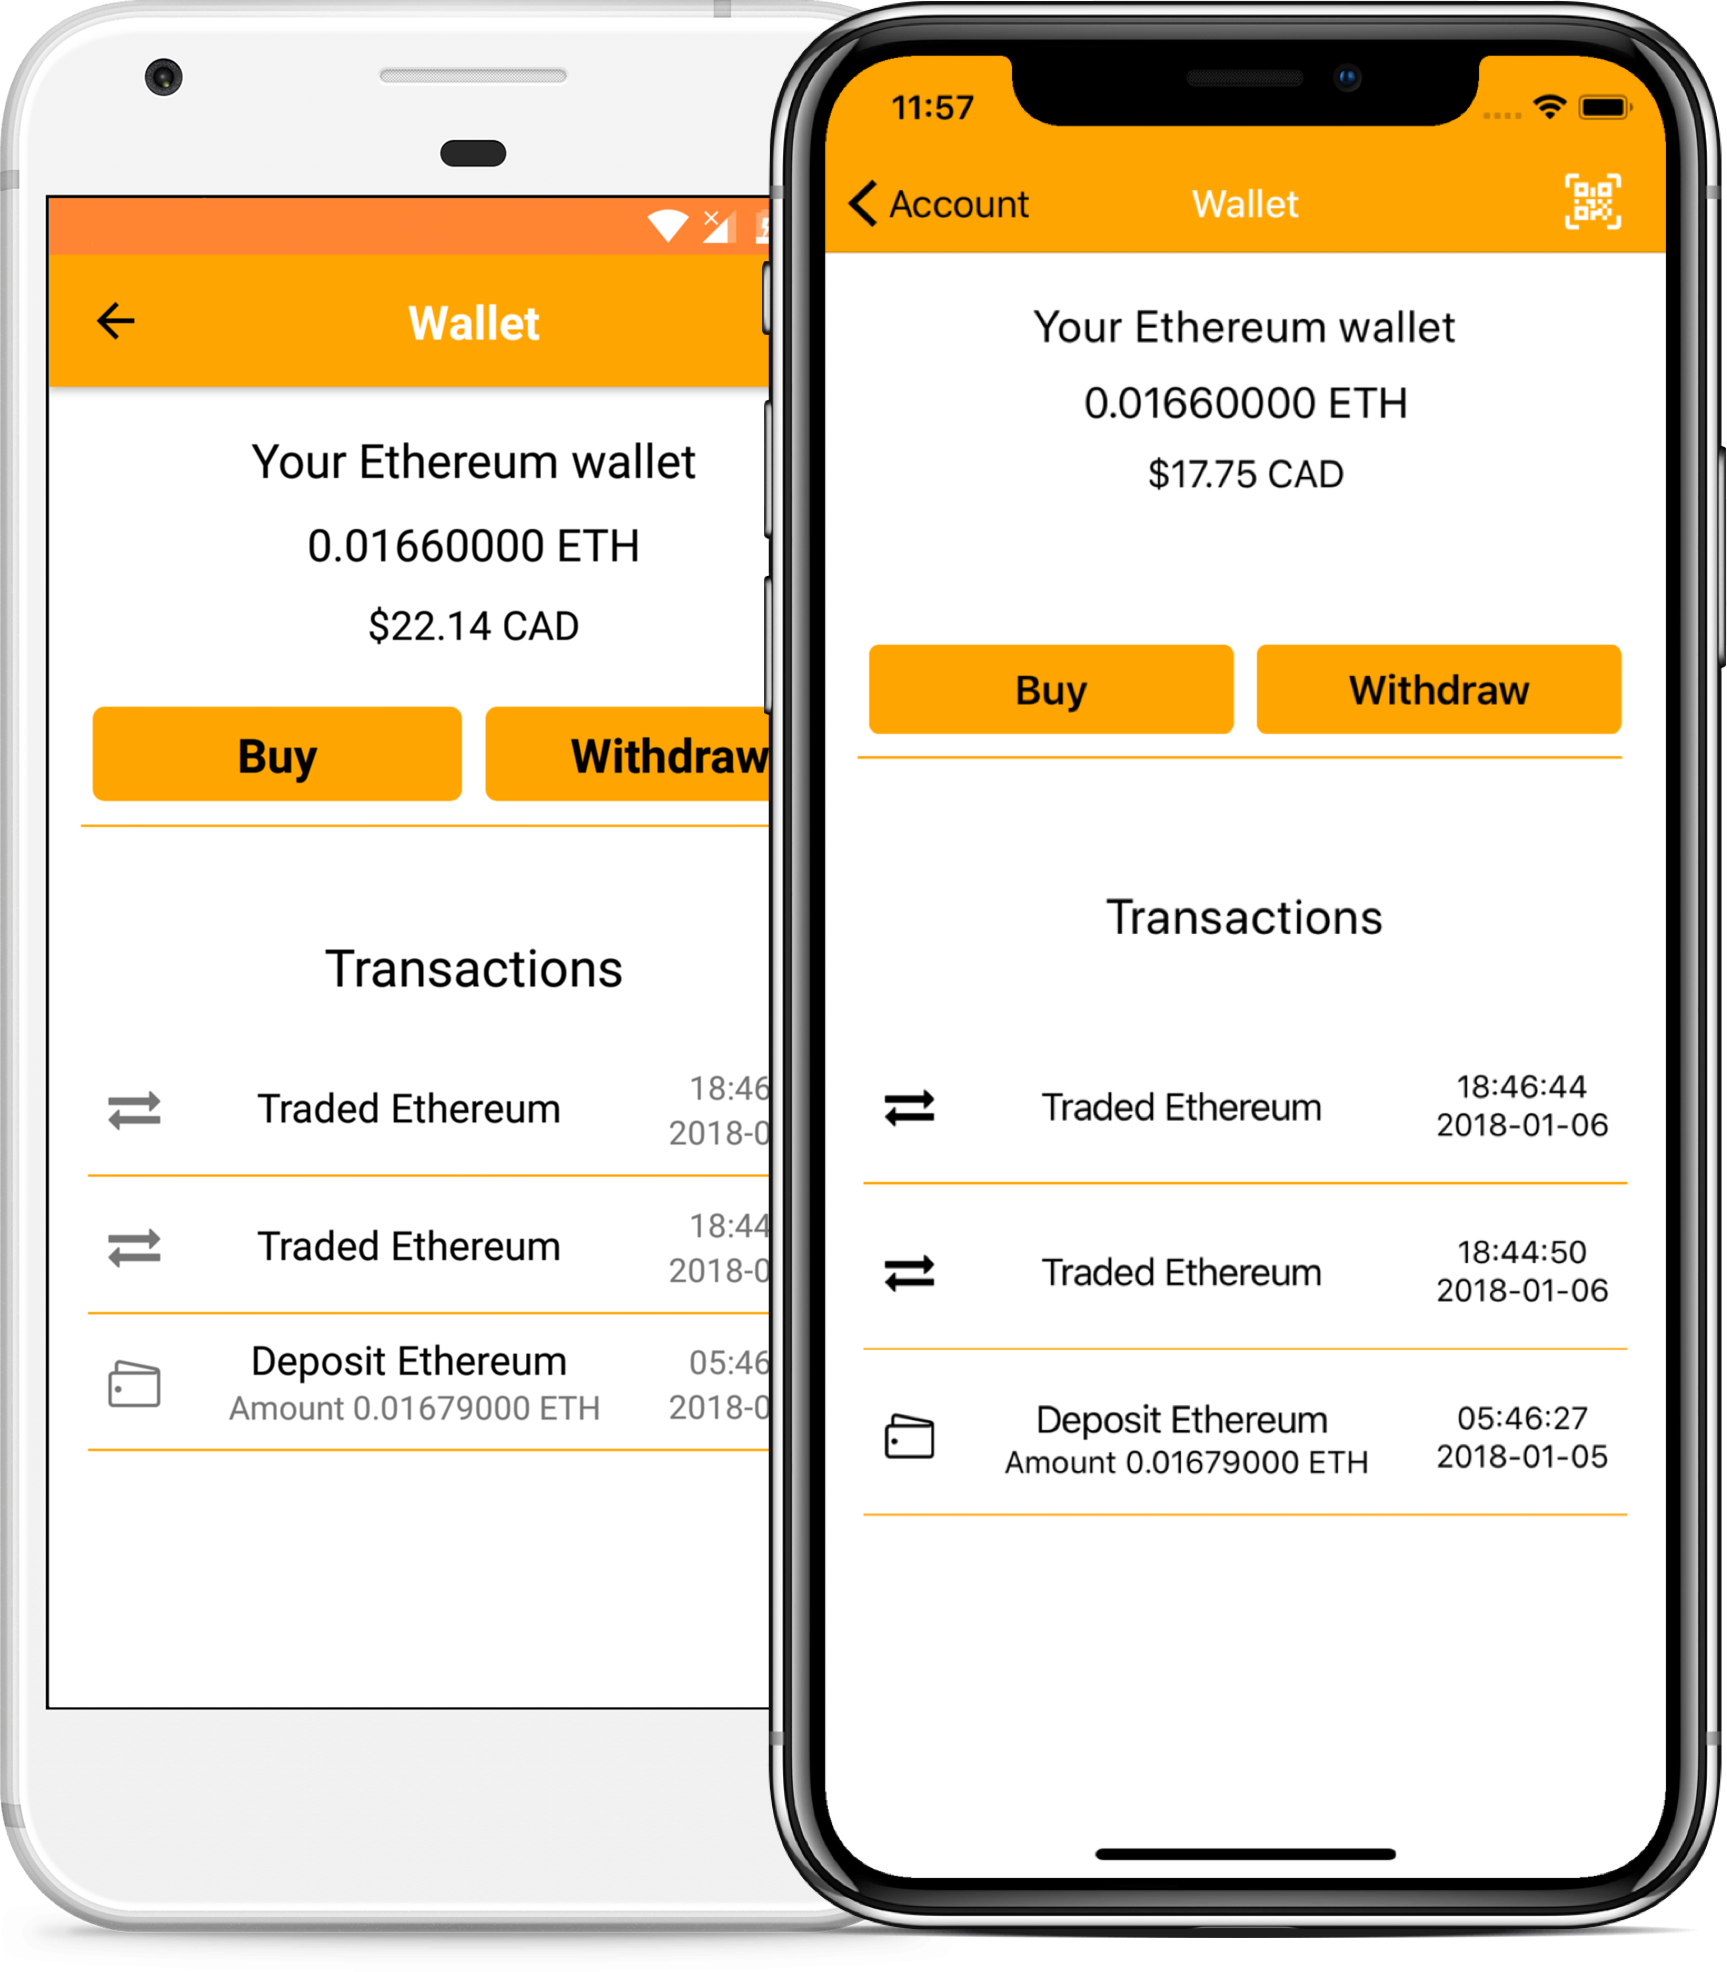 Wallet
Your Ethereum wallet
0.01660000 ETH
$22.14 CAD
Buy
Withdraw
Transactions
Traded Ethereum
18:46
2018-0
Traded Ethereum
18:44
2018-0
Deposit Ethereum
Amount 0.01679000 ETH
05:46
2018-0
11:57
Account
Wallet
Your Ethereum wallet
0.01660000 ETH
$17.75 CAD
Buy
Withdraw
Transactions
Traded Ethereum
18:46:44
2018-01-06
Traded Ethereum
18:44:50
2018-01-06
Deposit Ethereum
Amount 0.01679000 ETH
05:46:27
2018-01-05